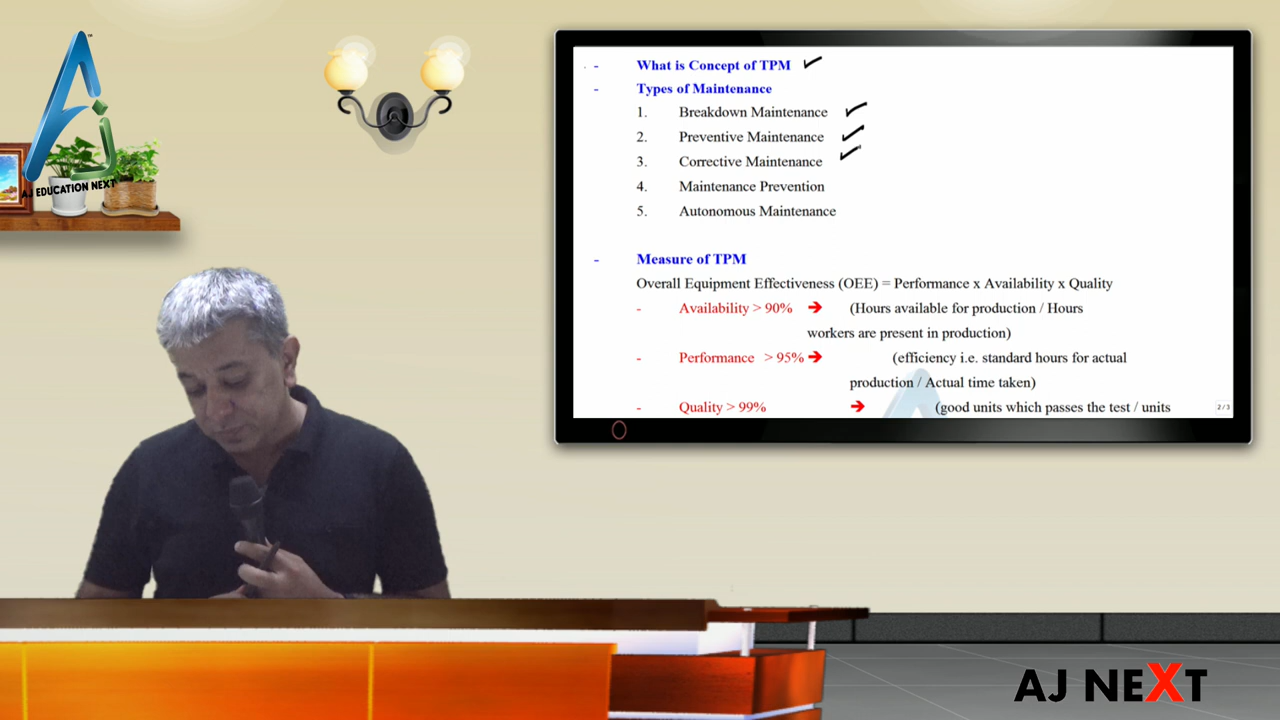 AJ EDUCATION NEXT
- What is Concept of TPM
- Types of Maintenance
1. Breakdown Maintenance
2. Preventive Maintenance
3. Corrective Maintenance
4. Maintenance Prevention
5. Autonomous Maintenance
- Measure of TPM
Overall Equipment Effectiveness (OEE) = Performance x Availability x Quality
- Availability > 90% ➔ (Hours available for production / Hours
workers are present in production)
- Performance > 95% ➔ (efficiency i.e. standard hours for actual
production / Actual time taken)
- Quality > 99% ➔ (good units which passes the test / units
2 / 3
AJ NEXT